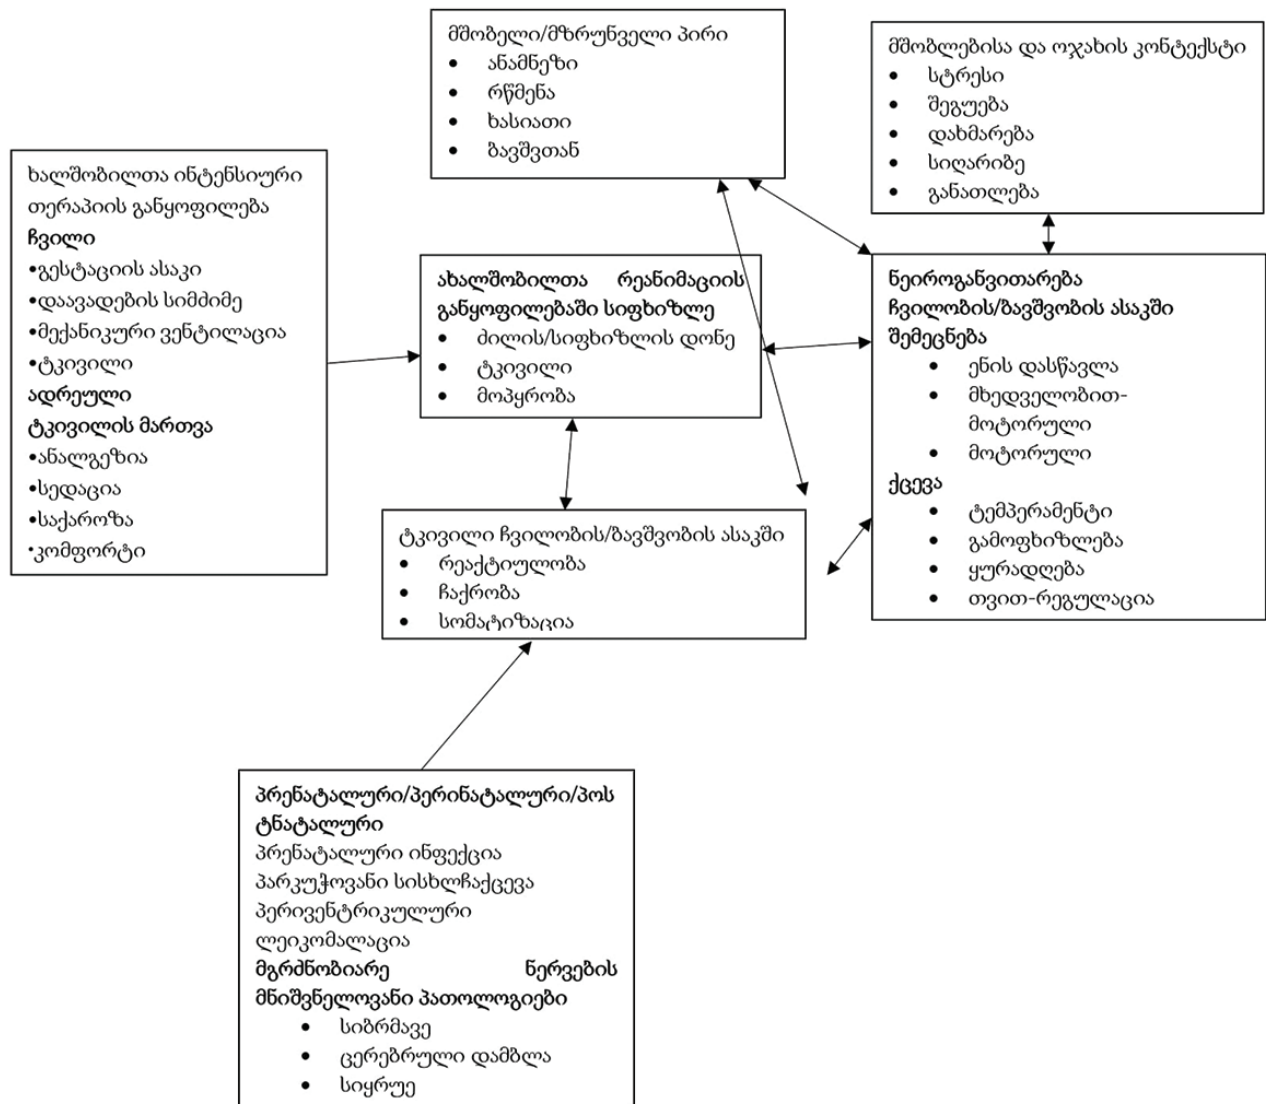 მშობელი/მზრუნველი პირი
• ანამნეზი
• რწმენა
• ხასიათი
• ბავშვთან
მშობლებისა და ოჯახის კონტექსტი
• სტრესი
• შეგუება
• დახმარება
• სიღარიბე
• განათლება
ხალშობილთა ინტენსიური
თერაპიის განყოფილება
ჩვილი
•გესტაციის ასაკი
•დაავადების სიმძიმე
•მექანიკური ვენტილაცია
•ტკივილი
ადრეული
ტკივილის მართვა
•ანალგეზია
•სედაცია
•საქაროზა
•კომფორტი
ახალშობილთა რეანიმაციის
განყოფილებაში სიფხიზლე
• ძილის/სიფხიზლის დონე
• ტკივილი
• მოპყრობა
ნეიროგანვითარება
ჩვილობის/ბავშვობის ასაკში
შემეცნება
• ენის დასწავლა
• მხედველობით-
მოტორული
• მოტორული
ქცევა
• ტემპერამენტი
• გამოფხიზლება
• ყურადღება
• თვით-რეგულაცია
ტკივილი ჩვილობის/ბავშვობის ასაკში
• რეაქტიულობა
• ჩაქრობა
• სომატიზაცია
პრენატალური/პერინატალური/პოს
ტნატალური
პრენატალური ინფექცია
პარკუჭოვანი სისხლჩაქცევა
პერივენტრიკულური
ლეიკომალაცია
მგრძნობიარე ნერვების
მნიშვნელოვანი პათოლოგიები
• სიბრმავე
• ცერებრული დამბლა
• სიყრუე